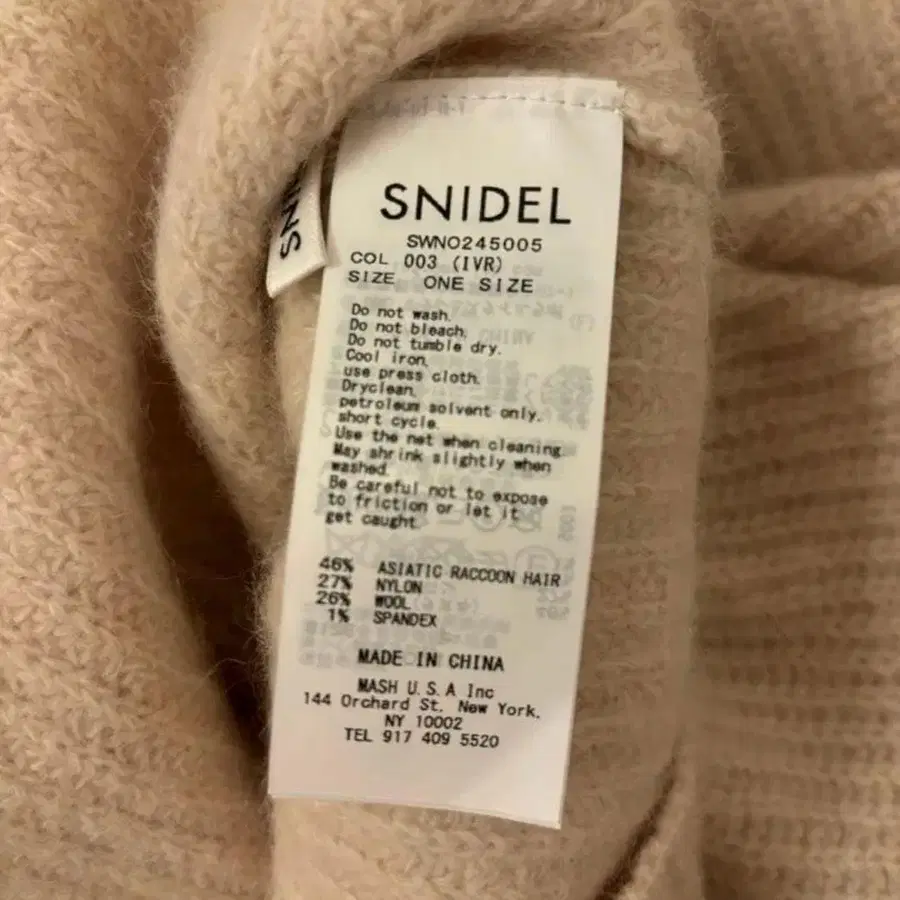 SNIDEL
SWNO245005
COL 003 (IVR)
SIZE ONE SIZE
Do not wash.
Do not bleach.
Do not tumble dry.
Cool iron.
use press cloth.
Dryclean.
petroleum solvent only.
short cycle.
Use the net when cleaning
May shrink slightly when
washed.
Be careful not to expose
to friction or let it
get caught.
46% ASIATIC RACCOON HAIR
27% NYLON
26% WOOL
1% SPANDEX
MADE IN CHINA
MASH U.S.A Inc
144 Orchard St. New York.
NY 10002
TEL 917 409 5520
SNI